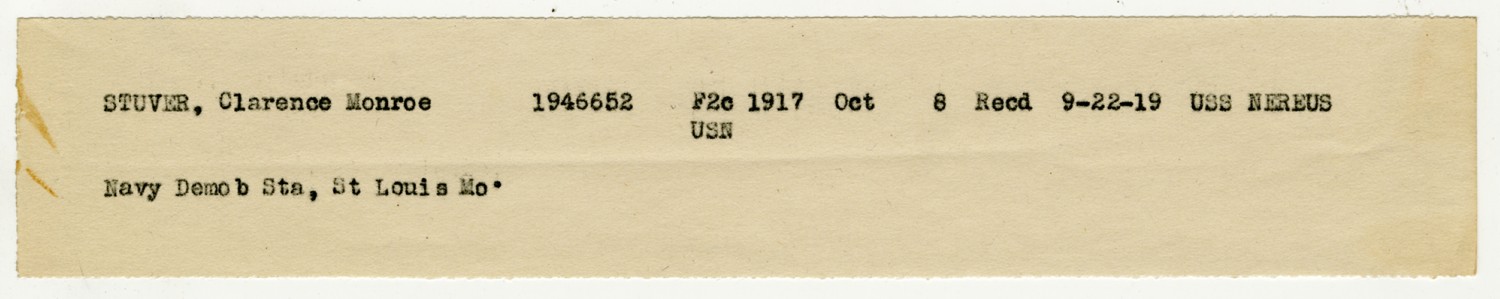 STUVER, Clarence Monroe 1946652 F2c 1917 Oct 8 Recd 9-22-19 USS NEREUS
USN
Navy Demob Sta, St Louis Mo.